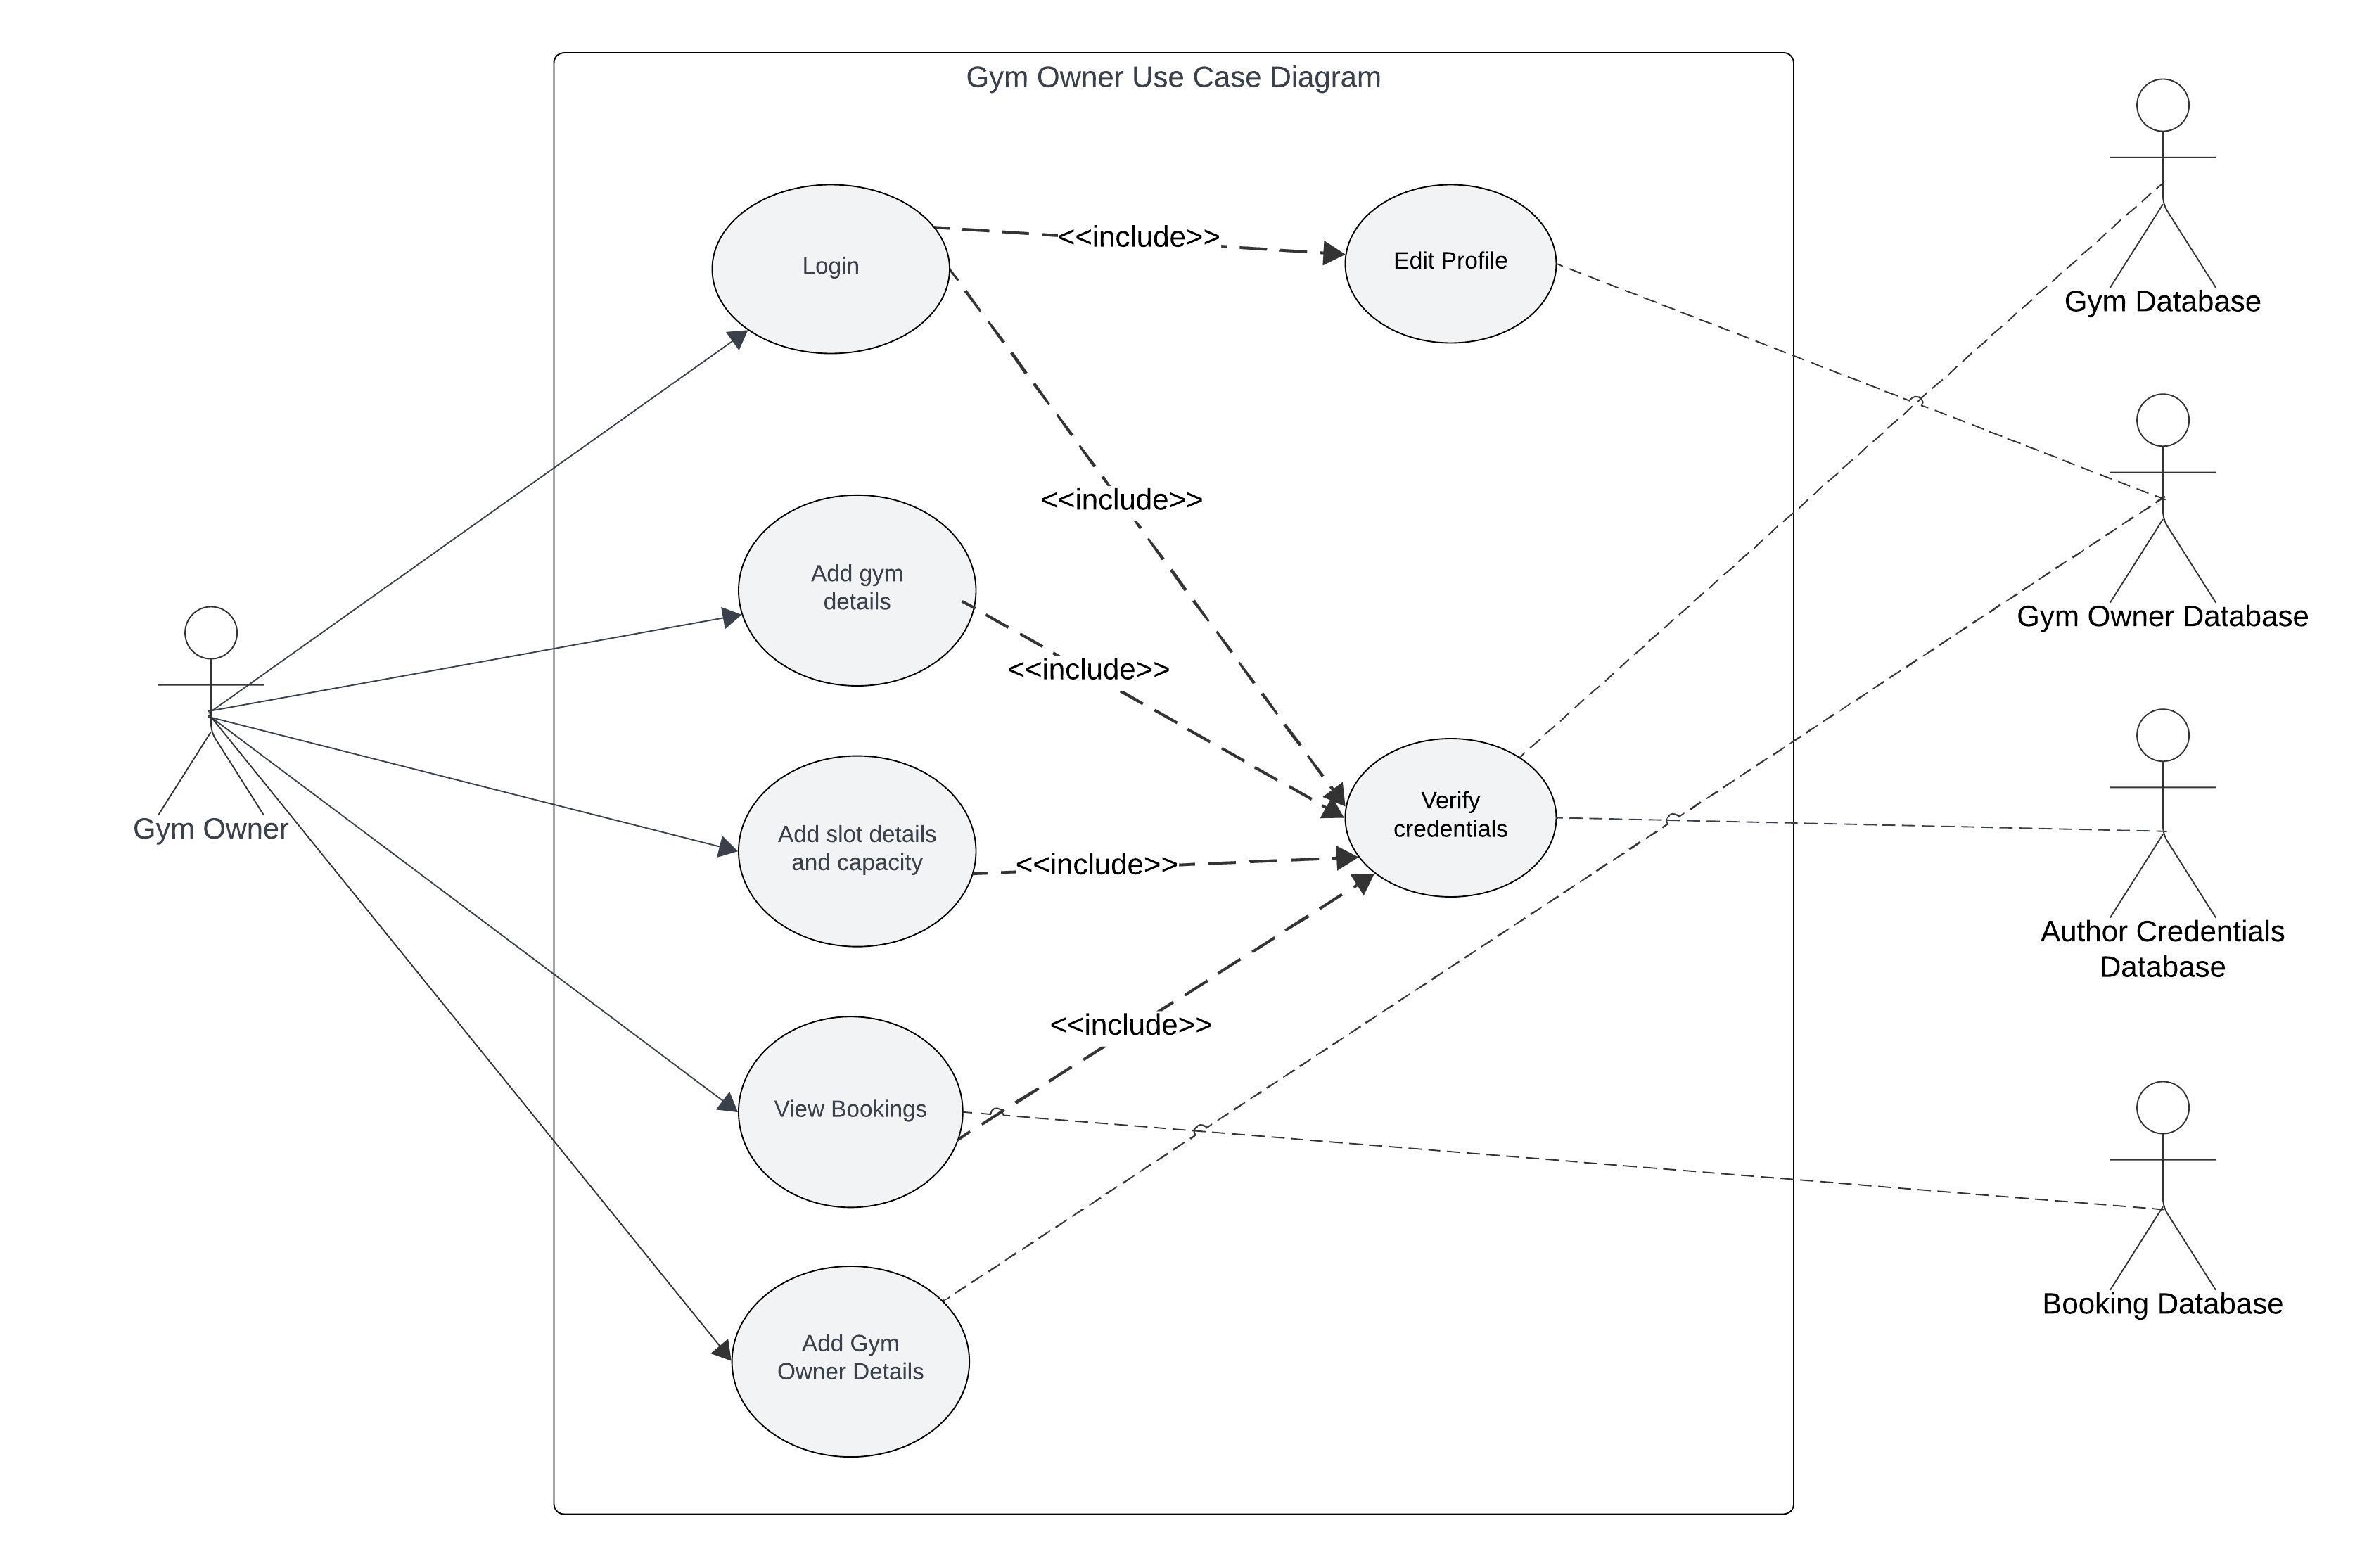 Gym Owner Use Case Diagram
Login
<<include>>
Edit Profile
Gym Database
<<include>>
Add gym
details
<<include>>
Gym Owner Database
Gym Owner
Add slot details
and capacity
<<include>>
Verify
credentials
Author Credentials
Database
<<include>>
View Bookings
Booking Database
Add Gym
Owner Details